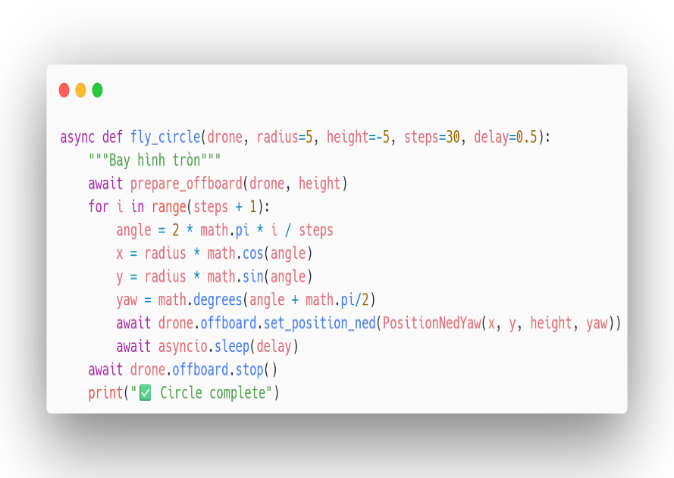 async def fly_circle(drone, radius=5, height=-5, steps=30, delay=0.5):
    """Bay hình tròn"""
    await prepare_offboard(drone, height)
    for i in range(steps + 1):
        angle = 2 * math.pi * i / steps
        x = radius * math.cos(angle)
        y = radius * math.sin(angle)
        yaw = math.degrees(angle + math.pi/2)
        await drone.offboard.set_position_ned(PositionNedYaw(x, y, height, yaw))
        await asyncio.sleep(delay)
    await drone.offboard.stop()
    print("✅ Circle complete")